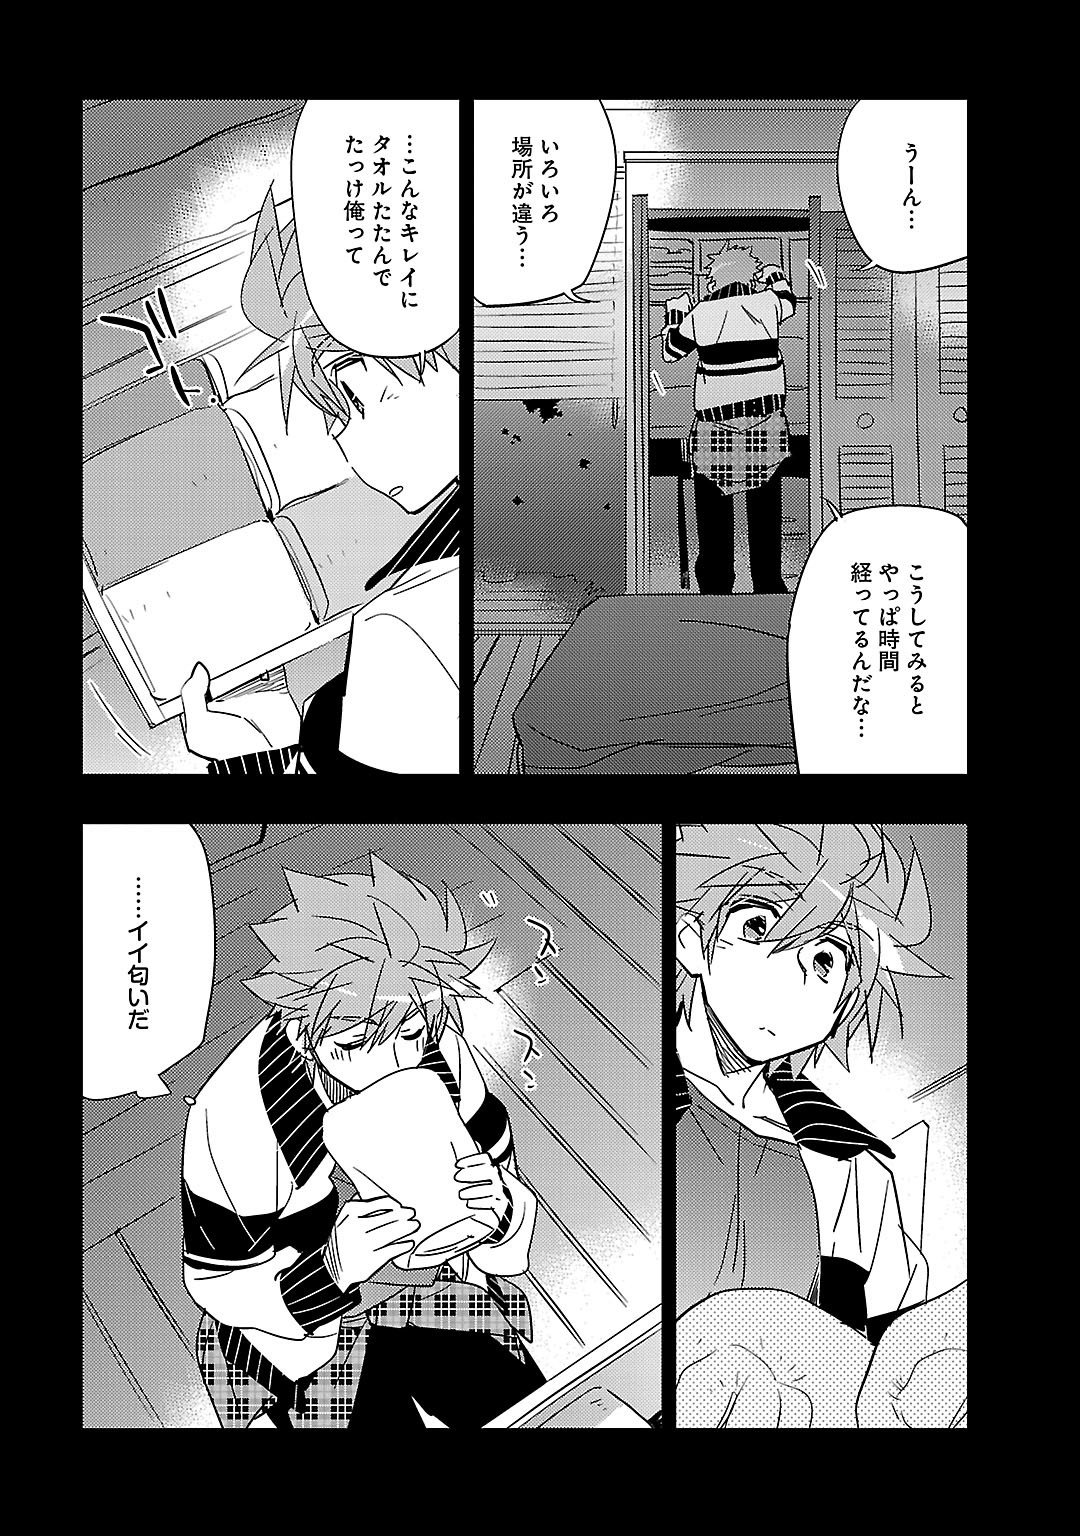 うーん…
いろいろ
場所が違う…
こうしてみると
やっぱ時間
経ってるんだな…
…こんなキレイに
タオルたたんで
たっけ俺って
……イイ匂いだ